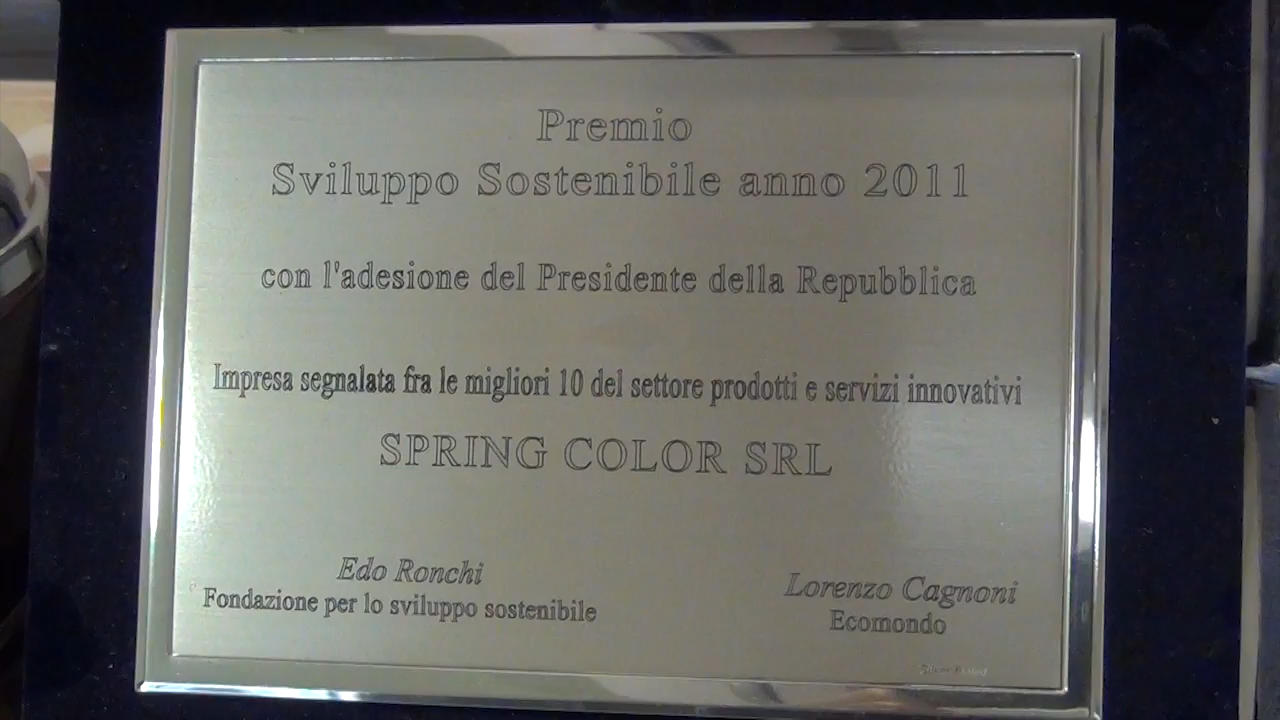 Premio
Sviluppo Sostenibile anno 2011
con l'adesione del Presidente della Repubblica
Impresa segnalata fra le migliori 10 del settore prodotti e servizi innovativi
SPRING COLOR SRL
Edo Ronchi
Fondazione per lo sviluppo sostenibile
Lorenzo Cagnoni
Ecomondo